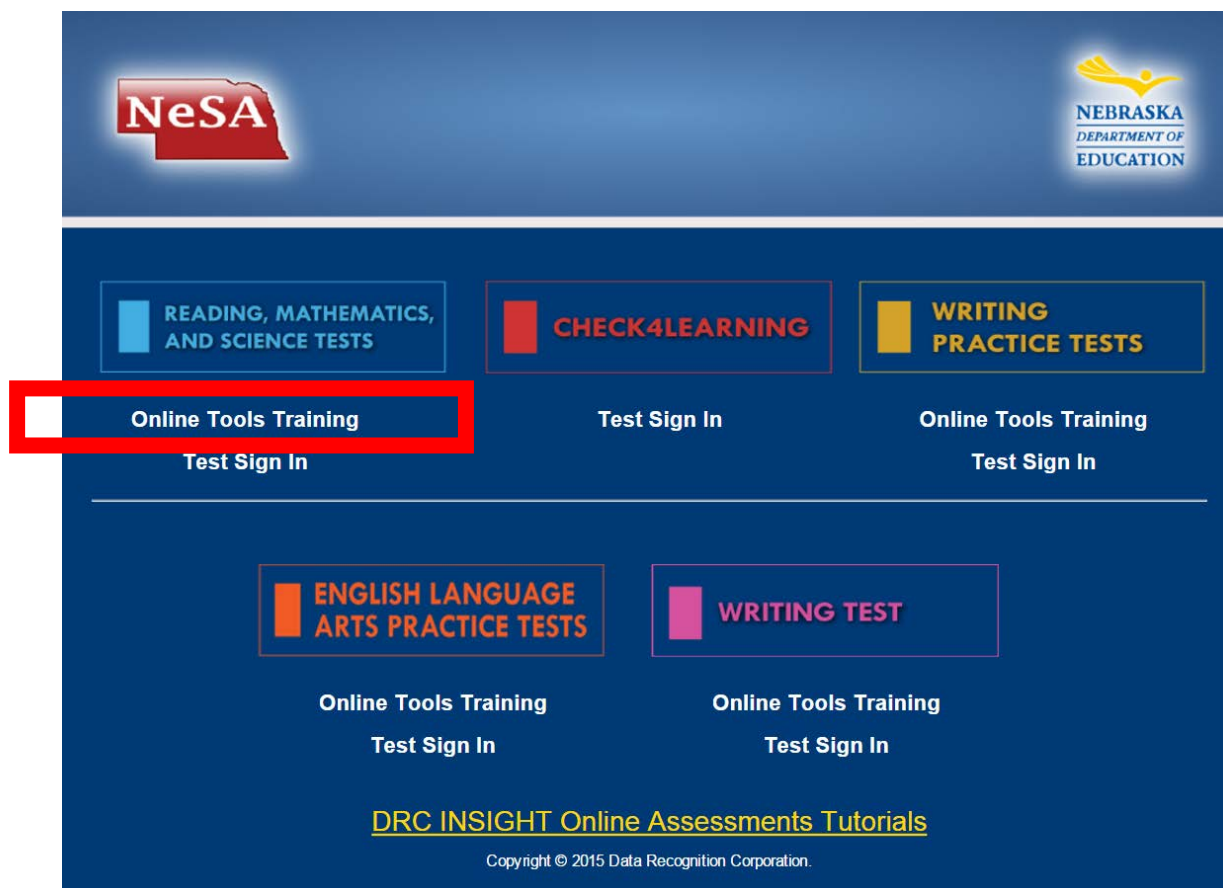 NeSA
NEBRASKA
DEPARTMENT OF
EDUCATION
READING, MATHEMATICS,
AND SCIENCE TESTS
Online Tools Training
Test Sign In
CHECK4LEARNING
Test Sign In
WRITING
PRACTICE TESTS
Online Tools Training
Test Sign In
ENGLISH LANGUAGE
ARTS PRACTICE TESTS
Online Tools Training
Test Sign In
WRITING TEST
Online Tools Training
Test Sign In
DRC INSIGHT Online Assessments Tutorials
Copyright © 2015 Data Recognition Corporation.